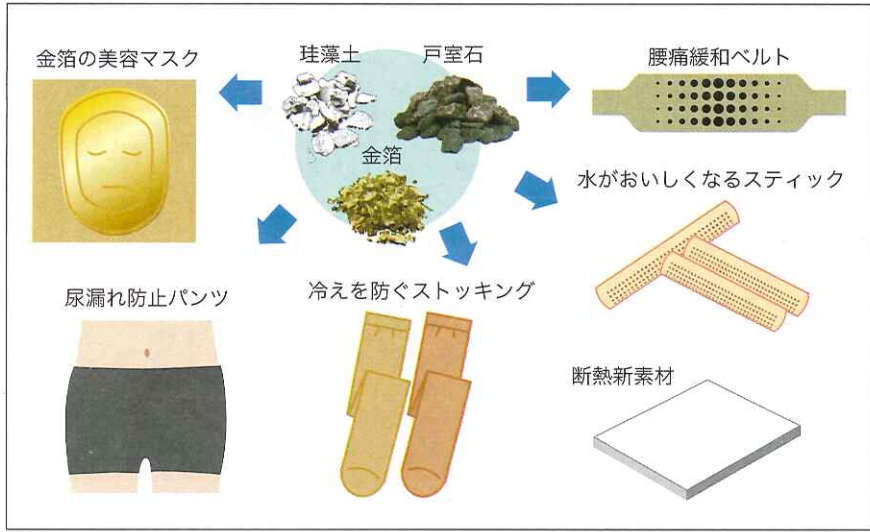 金箔の美容マスク
珪藻土
戸室石
腰痛緩和ベルト
金箔
水がおいしくなるスティック
尿漏れ防止パンツ
冷えを防ぐストッキング
断熱新素材